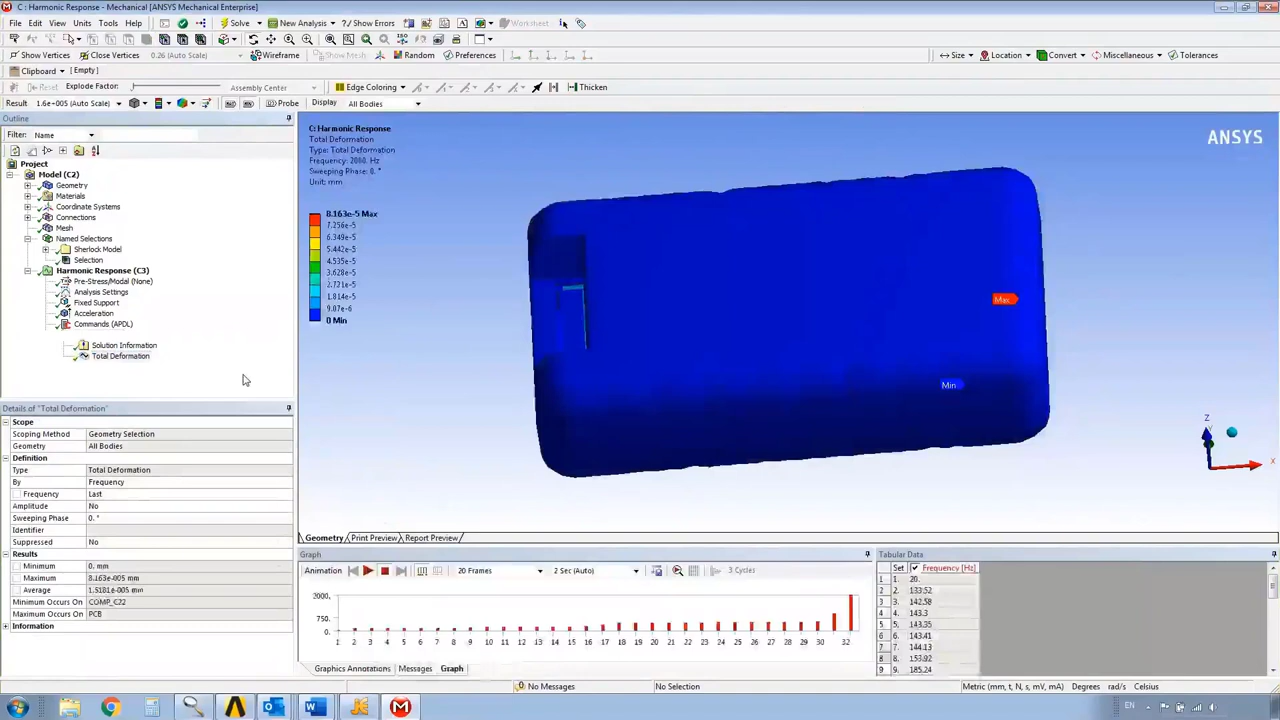 C : Harmonic Response - Mechanical [ANSYS Mechanical Enterprise]
File Edit View Units Tools Help Solve New Analysis ? Show Errors Worksheet
Show Vertices Close Vertices 0.26 (Auto Scale) Wireframe Show Mesh Random Preferences Size Location Convert Miscellaneous Tolerances
Clipboard [ Empty ]
Reset Explode Factor: Assembly Center
Edge Coloring Thicken
Result 1.6e+005 (Auto Scale) Probe Display All Bodies
Outline
Filter: Name
Project
Model (C2)
Geometry
Materials
Coordinate Systems
Connections
Mesh
Named Selections
Sherlock Model
Selection
Harmonic Response (C3)
Pre-Stress/Modal (None)
Analysis Settings
Fixed Support
Acceleration
Commands (APDL)
Solution Information
Total Deformation
Details of "Total Deformation"
Scope
Scoping Method Geometry Selection
Geometry All Bodies
Definition
Type Total Deformation
By Frequency
Frequency Last
Amplitude No
Sweeping Phase 0. °
Identifier
Suppressed No
Results
Minimum 0. mm
Maximum 8.163e-005 mm
Average 1.5181e-005 mm
Minimum Occurs On COMP_C22
Maximum Occurs On PCB
Information
C: Harmonic Response
Total Deformation
Type: Total Deformation
Frequency: 2000. Hz
Sweeping Phase: 0. °
Unit: mm
8.163e-5 Max
7.256e-5
6.349e-5
5.442e-5
4.535e-5
3.628e-5
2.721e-5
1.814e-5
9.07e-6
0 Min
ANSYS
Max
Min
Z
Y
X
Geometry Print Preview Report Preview
Graph
Animation 20 Frames 2 Sec (Auto) 3 Cycles
2000.
750.
0.
1 2 3 4 5 6 7 8 9 10 11 12 13 14 15 16 17 18 19 20 21 22 23 24 25 26 27 28 29 30 31 32
Graphics Annotations Messages Graph
Tabular Data
Set Frequency [Hz]
1 1. 20.
2 2. 133.52
3 3. 142.58
4 4. 143.3
5 5. 143.35
6 6. 143.41
7 7. 144.13
8 8. 153.92
9 9. 185.24
No Messages No Selection Metric (mm, t, N, s, mV, mA) Degrees rad/s Celsius
EN